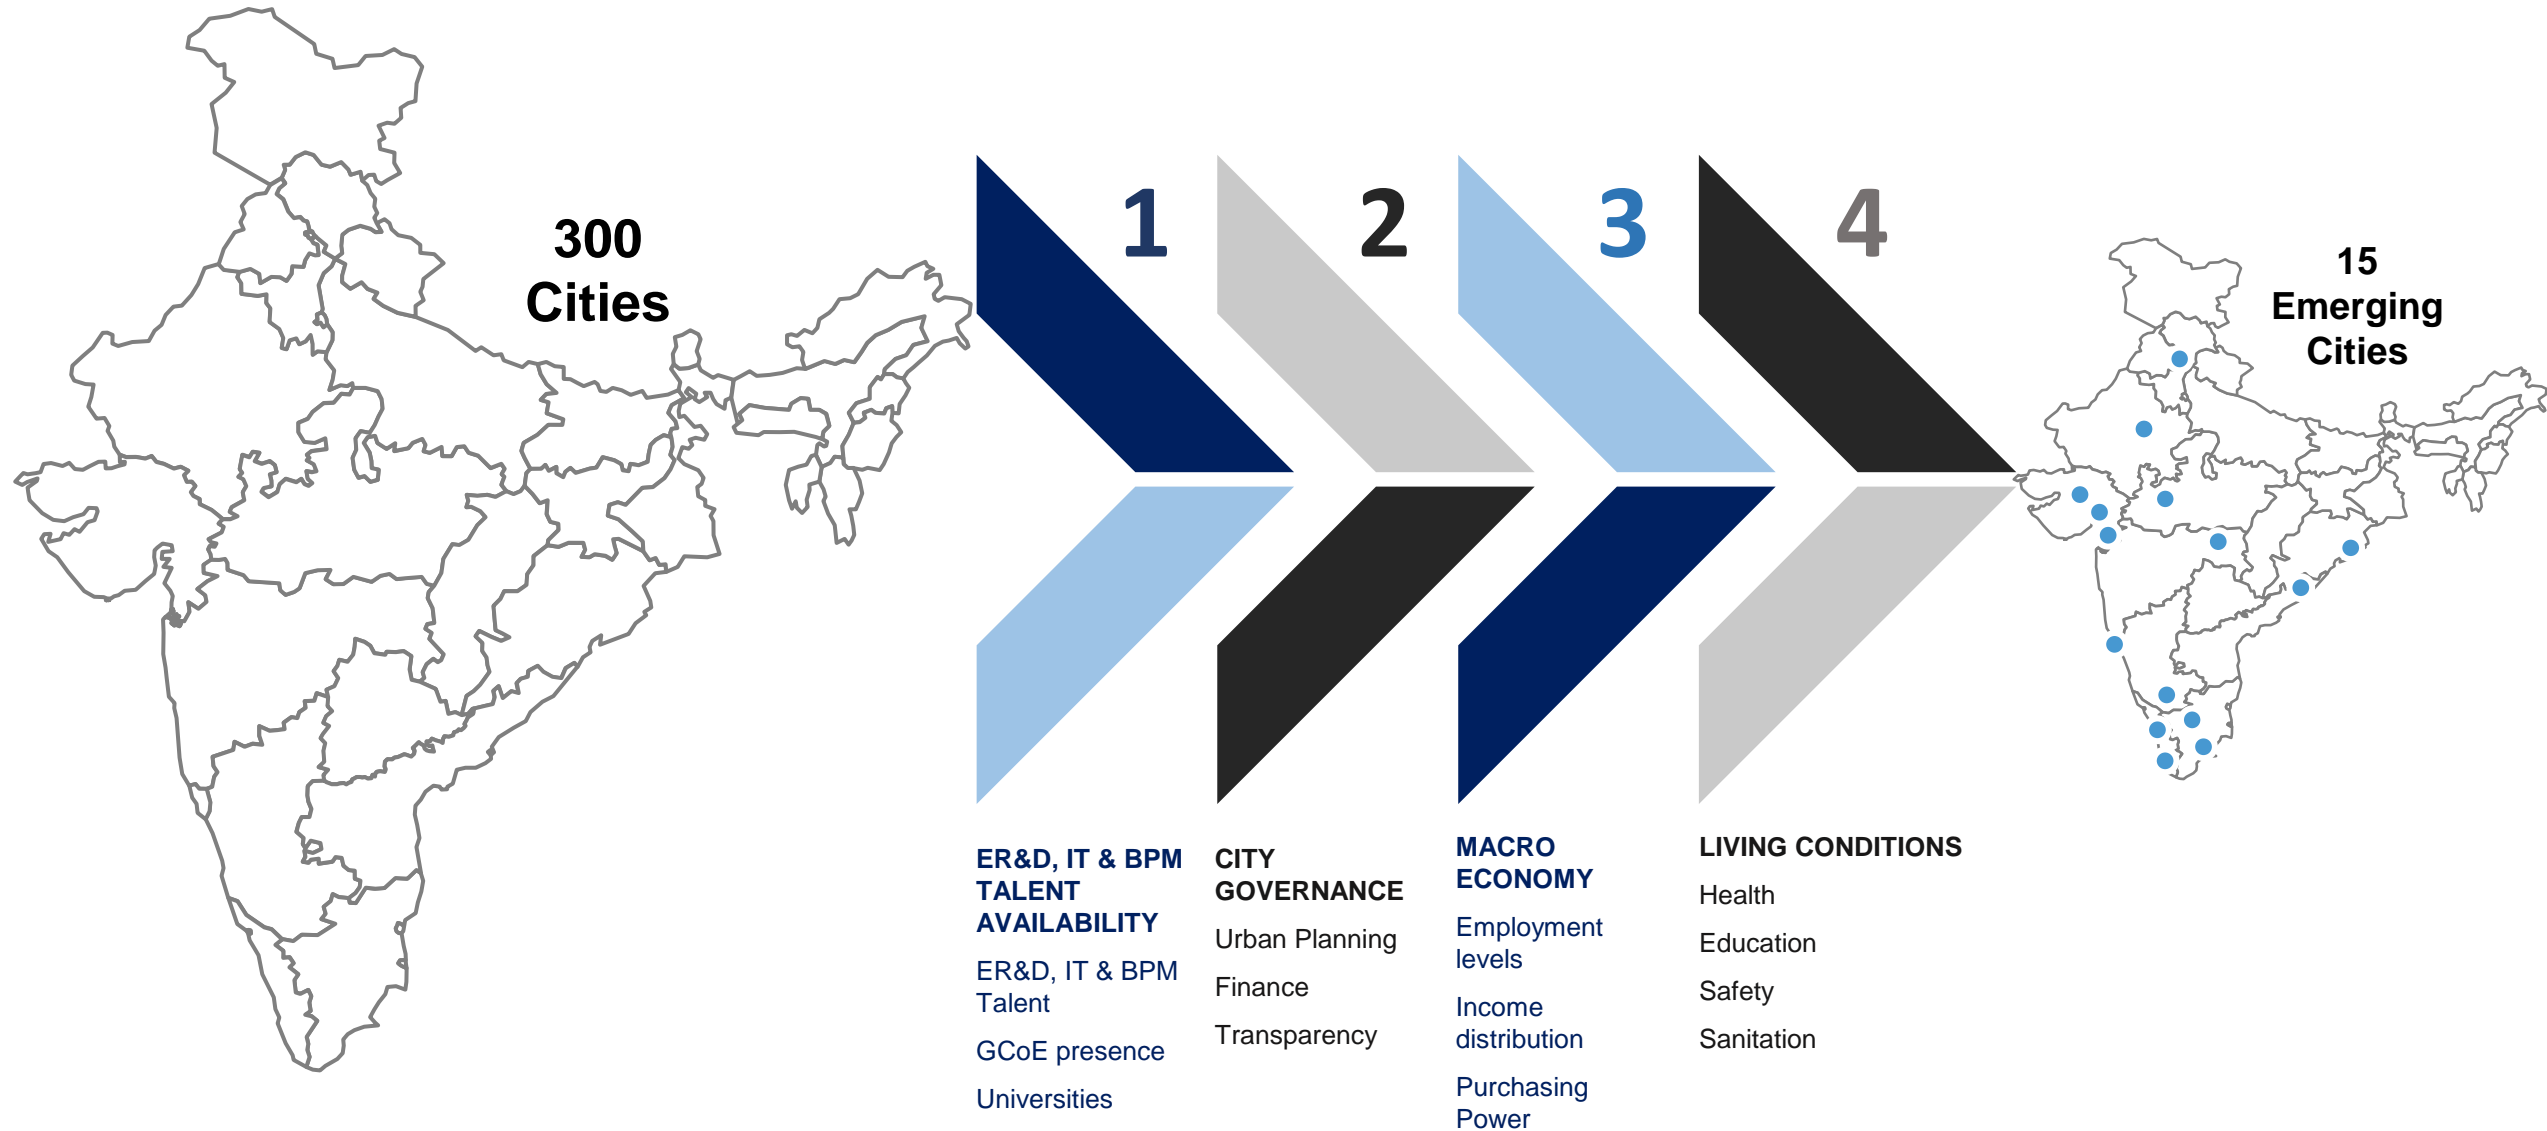 300
Cities
1
2
3
4
15
Emerging
Cities
ER&D, IT & BPM
TALENT
AVAILABILITY
ER&D, IT & BPM
Talent
GCoE presence
Universities
CITY
GOVERNANCE
Urban Planning
Finance
Transparency
MACRO
ECONOMY
Employment
levels
Income
distribution
Purchasing
Power
LIVING CONDITIONS
Health
Education
Safety
Sanitation